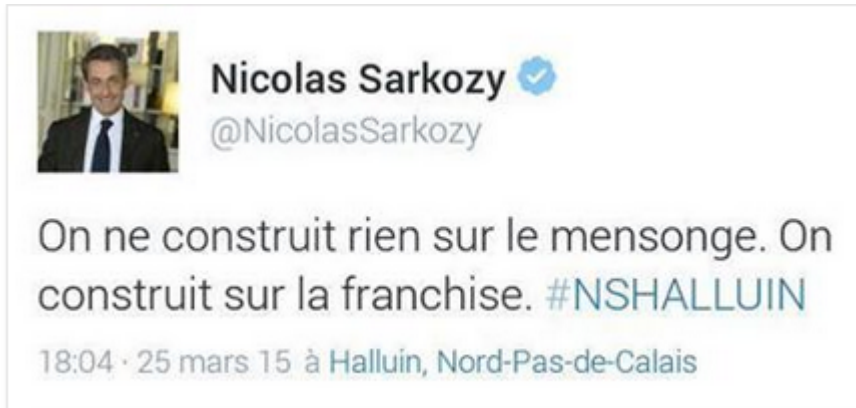 Nicolas Sarkozy
@NicolasSarkozy
On ne construit rien sur le mensonge. On
construit sur la franchise. #NSHALLUIN
18:04 · 25 mars 15 à Halluin, Nord-Pas-de-Calais